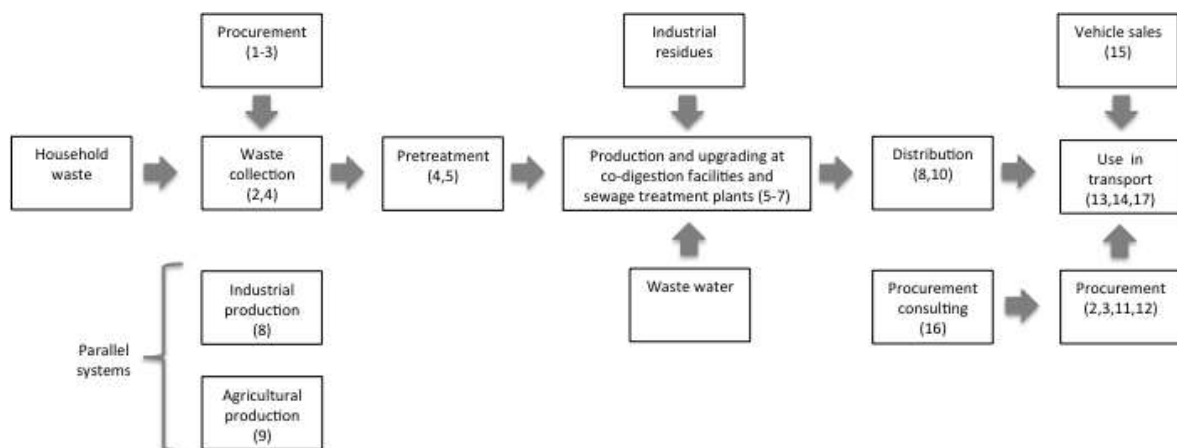 Procurement
(1-3)
Industrial
residues
Vehicle sales
(15)
Household
waste
Waste
collection
(2,4)
Pretreatment
(4,5)
Production and upgrading at
co-digestion facilities and
sewage treatment plants (5-7)
Distribution
(8,10)
Use in
transport
(13,14,17)
Industrial
production
(8)
Waste water
Procurement
consulting
(16)
Procurement
(2,3,11,12)
Parallel
systems
Agricultural
production
(9)